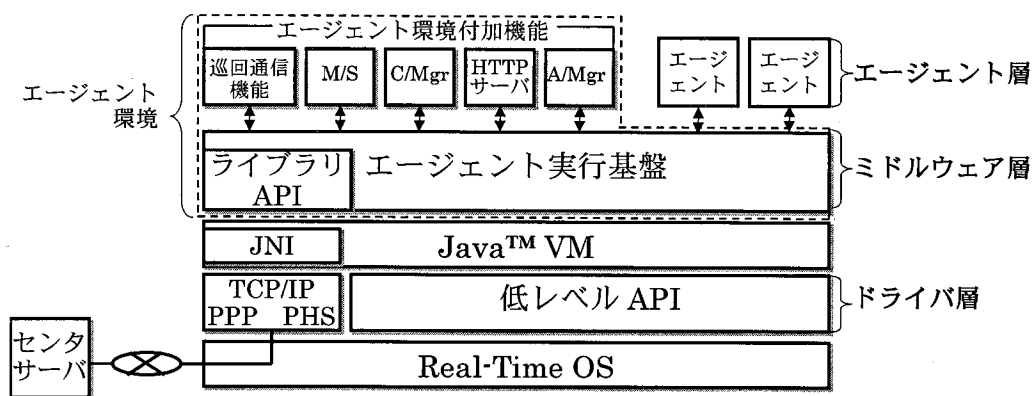 エージェント環境付加機能
巡回通信
機能
M/S
C/Mgr
HTTP
サーバ
A/Mgr
エージ
ェント
エージ
ェント
エージェント層
エージェント
環境
ライブラリ
API
エージェント実行基盤
ミドルウェア層
JNI
Java™ VM
TCP/IP
PPP PHS
低レベル API
ドライバ層
センタ
サーバ
Real-Time OS